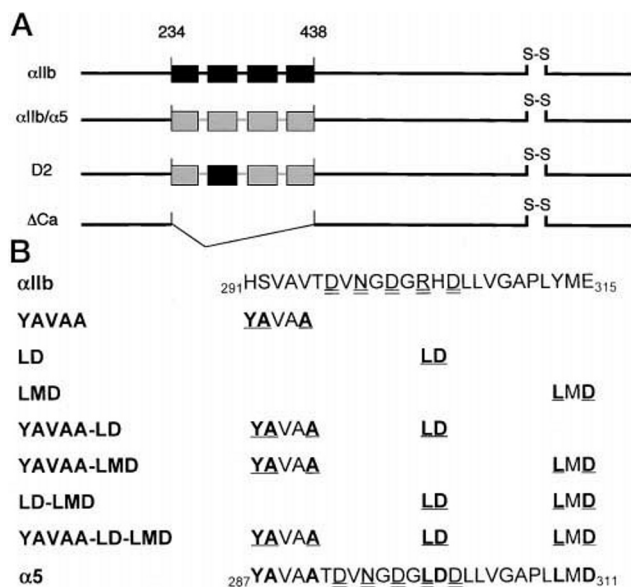 A
234 438
S-S
αIIb
S-S
αIIb/α5
S-S
D2
S-S
ΔCa
B
αIIb 291HSVAVTDVNGDGRHDLLVGAPLYME315
YAVAA YAVAA
LD LD
LMD LMD
YAVAA-LD YAVAA LD
YAVAA-LMD YAVAA LMD
LD-LMD LD LMD
YAVAA-LD-LMD YAVAA LD LMD
α5 287YAVAATDVNGDGLDDLLVGAPLLMD311